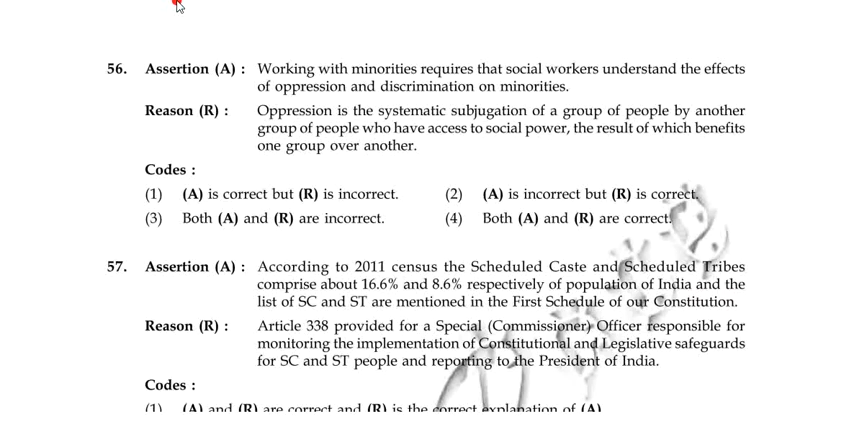 56. Assertion (A) : Working with minorities requires that social workers understand the effects
of oppression and discrimination on minorities.
Reason (R) : Oppression is the systematic subjugation of a group of people by another
group of people who have access to social power, the result of which benefits
one group over another.
Codes :
(1) (A) is correct but (R) is incorrect. (2) (A) is incorrect but (R) is correct.
(3) Both (A) and (R) are incorrect. (4) Both (A) and (R) are correct.
57. Assertion (A) : According to 2011 census the Scheduled Caste and Scheduled Tribes
comprise about 16.6% and 8.6% respectively of population of India and the
list of SC and ST are mentioned in the First Schedule of our Constitution.
Reason (R) : Article 338 provided for a Special (Commissioner) Officer responsible for
monitoring the implementation of Constitutional and Legislative safeguards
for SC and ST people and reporting to the President of India.
Codes :
(1) (A) and (R) are correct and (R) is the correct explanation of (A)